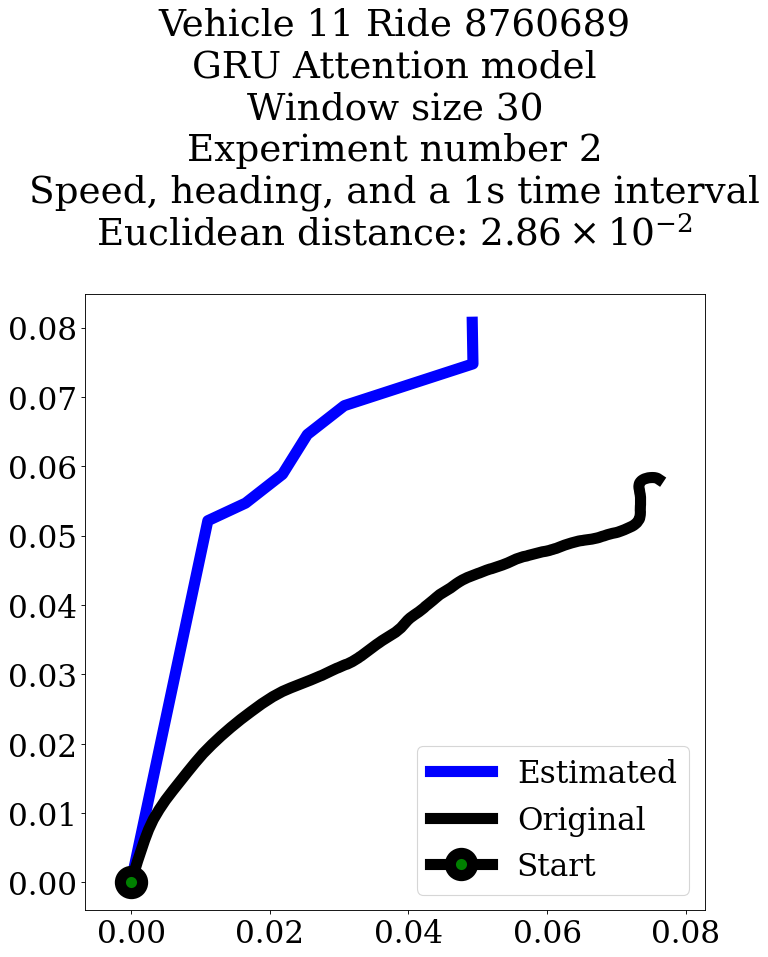 Vehicle 11 Ride 8760689
GRU Attention model
Window size 30
Experiment number 2
Speed, heading, and a 1s time interval
Euclidean distance: 2.86 × 10⁻²
0.08
0.07
0.06
0.05
0.04
0.03
0.02
0.01
0.00
Estimated
Original
Start
0.00 0.02 0.04 0.06 0.08